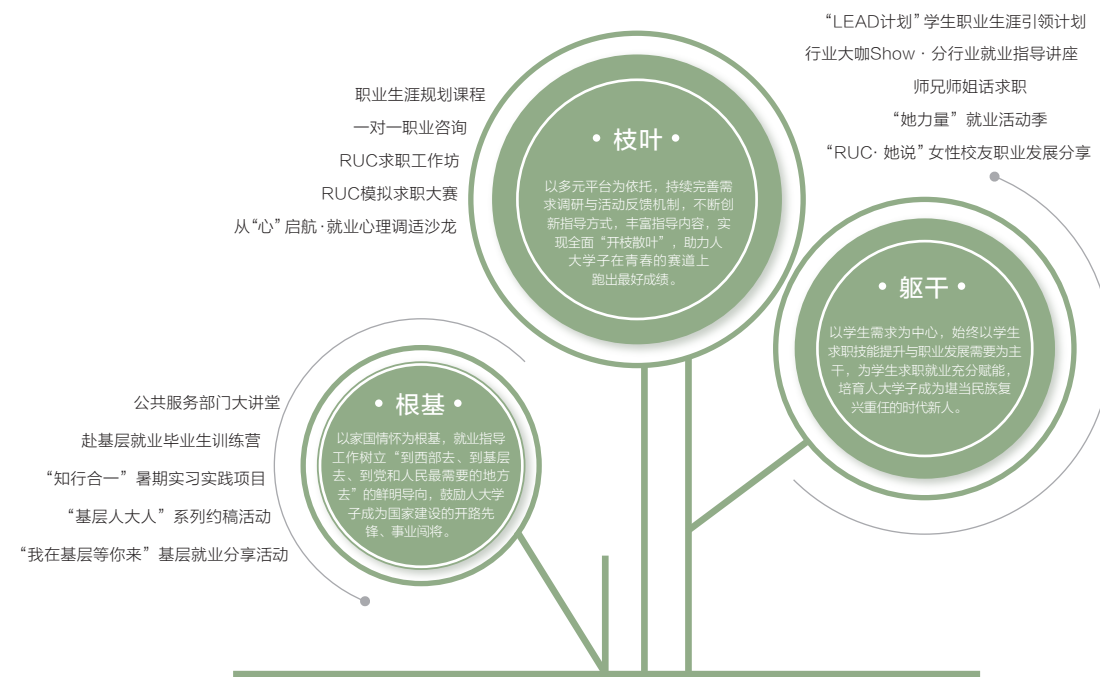 “LEAD计划”学生职业生涯引领计划
行业大咖Show · 分行业就业指导讲座
师兄师姐话求职
“她力量”就业活动季
“RUC· 她说”女性校友职业发展分享
职业生涯规划课程
一对一职业咨询
RUC求职工作坊
RUC模拟求职大赛
从“心”启航·就业心理调适沙龙
• 枝叶 •
以多元平台为依托，持续完善需
求调研与活动反馈机制，不断创
新指导方式，丰富指导内容，实
现全面“开枝散叶”，助力人
大学子在青春的赛道上
跑出最好成绩。
• 躯干 •
以学生需求为中心，始终以学生
求职技能提升与职业发展需要为主
干，为学生求职就业充分赋能，
培育人大学子成为堪当民族复
兴重任的时代新人。
• 根基 •
以家国情怀为根基，就业指导
工作树立“到西部去、到基层
去、到党和人民最需要的地方
去”的鲜明导向，鼓励人大学
子成为国家建设的开路先
锋、事业闯将。
公共服务部门大讲堂
赴基层就业毕业生训练营
“知行合一”暑期实习实践项目
“基层人大人”系列约稿活动
“我在基层等你来”基层就业分享活动